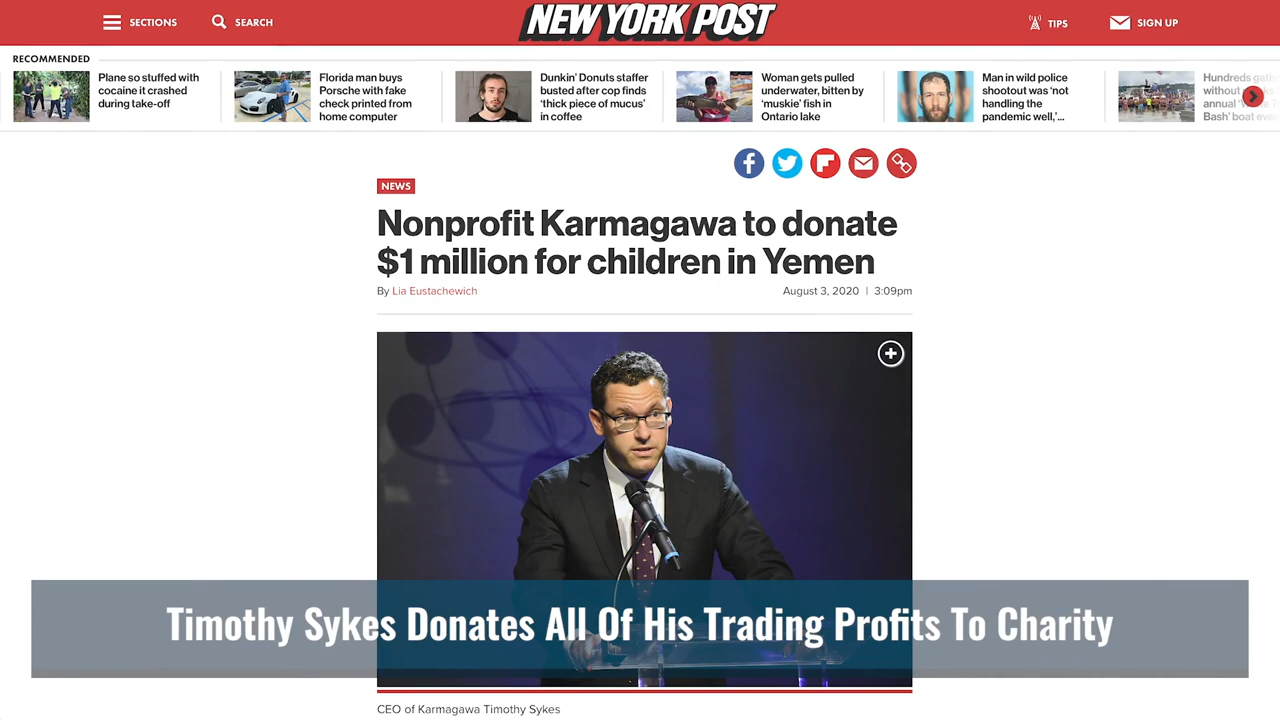 SECTIONS
SEARCH
NEW YORK POST
TIPS
SIGN UP
RECOMMENDED
Plane so stuffed with
cocaine it crashed
during take-off
Florida man buys
Porsche with fake
check printed from
home computer
Dunkin' Donuts staffer
busted after cop finds
'thick piece of mucus'
in coffee
Woman gets pulled
underwater, bitten by
'muskie' fish in
Ontario lake
Man in wild police
shootout was 'not
handling the
pandemic well,'...
Hundreds
without
annual
Bash' boat
NEWS
Nonprofit Karmagawa to donate
$1 million for children in Yemen
By Lia Eustachewich
August 3, 2020 | 3:09pm
Timothy Sykes Donates All Of His Trading Profits To Charity
CEO of Karmagawa Timothy Sykes